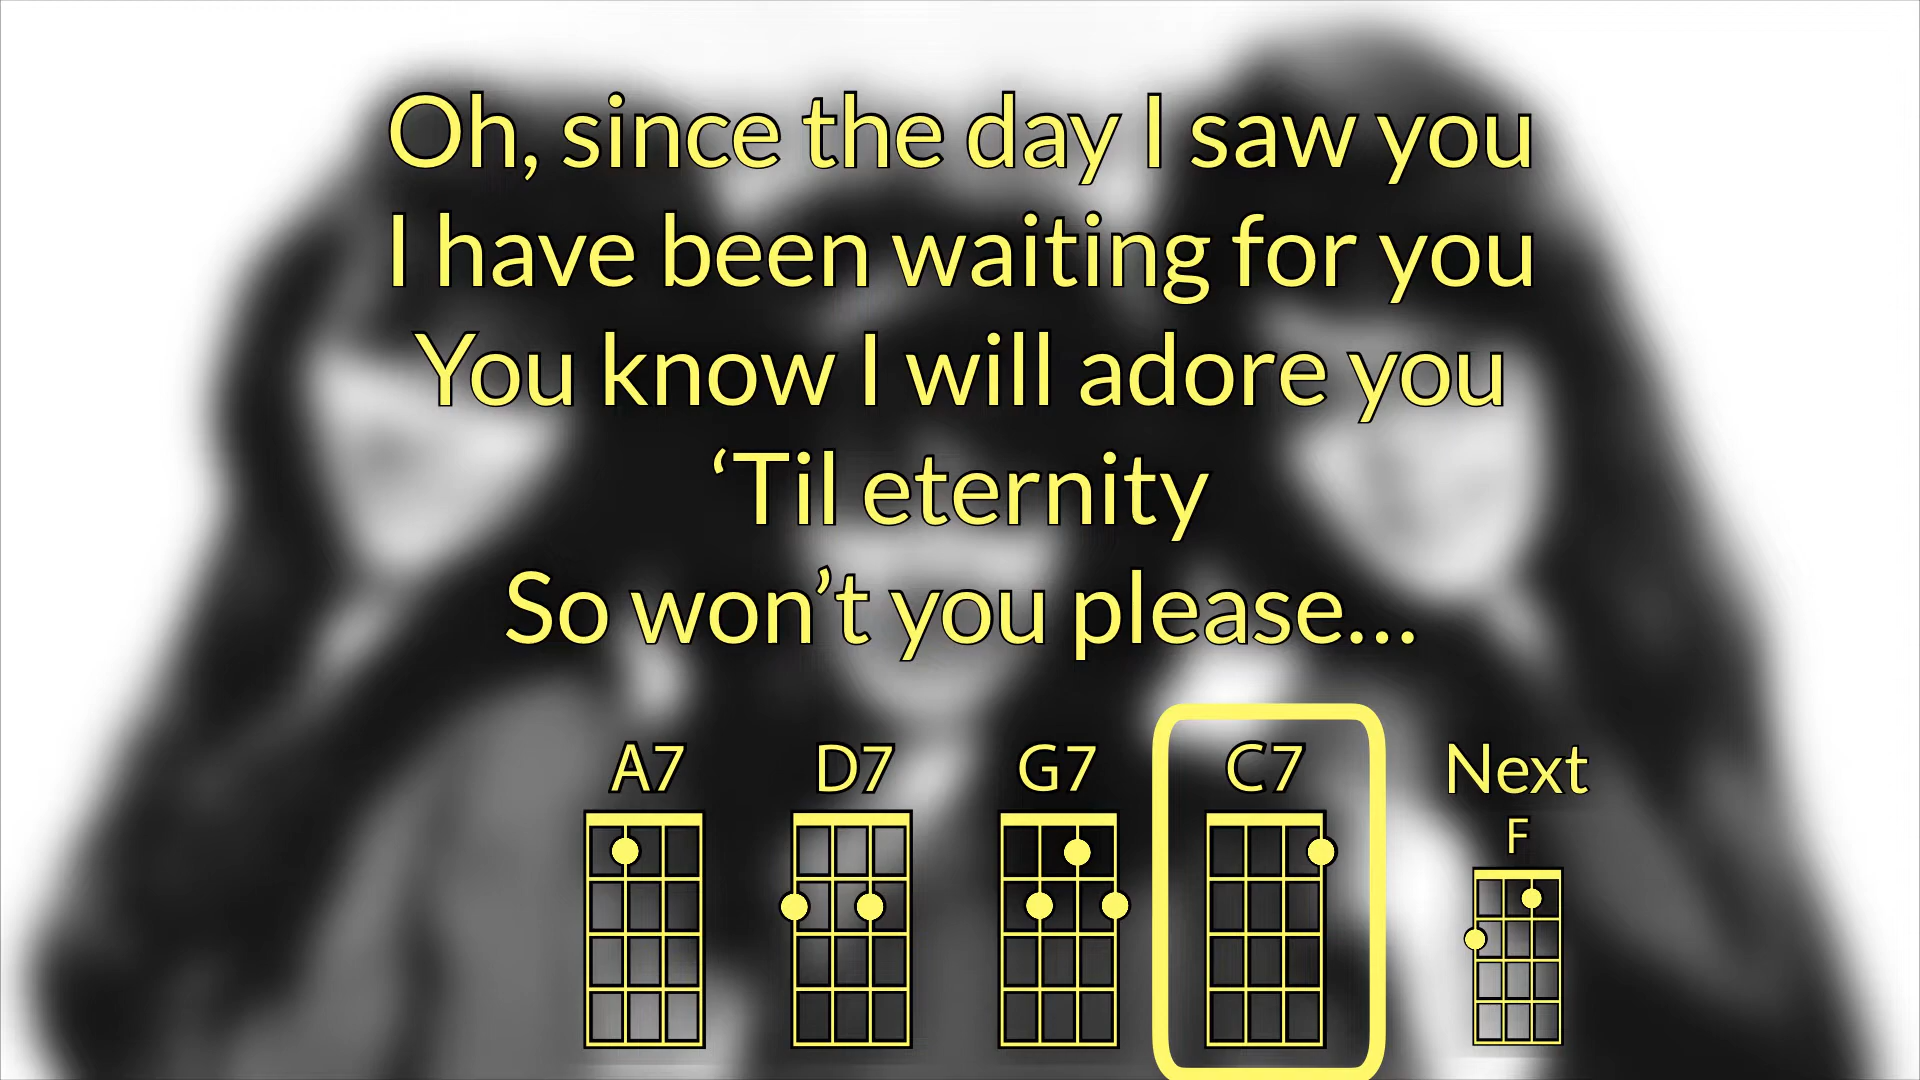 Oh, since the day I saw you
I have been waiting for you
You know I will adore you
‘Til eternity
So won’t you please...
A7 D7 G7 C7 Next
F